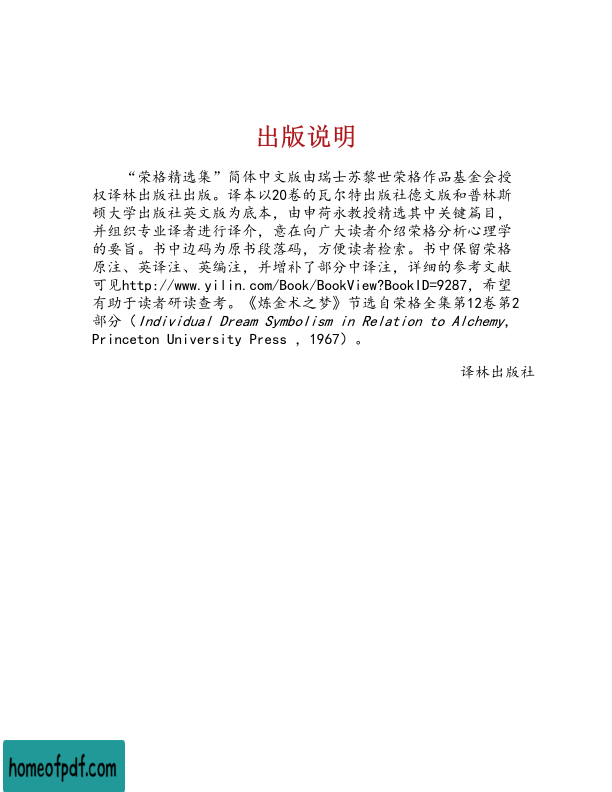 出版说明
“荣格精选集”简体中文版由瑞士苏黎世荣格作品基金会授
权译林出版社出版。译本以20卷的瓦尔特出版社德文版和普林斯
顿大学出版社英文版为底本，由申荷永教授精选其中关键篇目，
并组织专业译者进行译介，意在向广大读者介绍荣格分析心理学
的要旨。书中边码为原书段落码，方便读者检索。书中保留荣格
原注、英译注、英编注，并增补了部分中译注，详细的参考文献
可见http://www.yilin.com/Book/BookView?BookID=9287，希望
有助于读者研读查考。《炼金术之梦》节选自荣格全集第12卷第2
部分（Individual Dream Symbolism in Relation to Alchemy,
Princeton University Press , 1967）。
译林出版社
homeofpdf.com